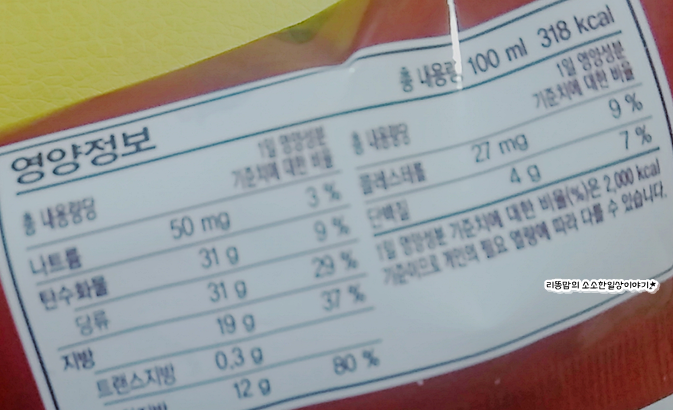 영양정보
총 내용량 100 ml 318 kcal
총 내용량당 1일 영양성분 기준치에 대한 비율
나트륨 50 mg 3 %
탄수화물 31 g 9 %
당류 31 g 29 %
지방 19 g 37 %
트랜스지방 0.3 g
12 g 80 %
총 내용량당 1일 영양성분 기준치에 대한 비율
콜레스테롤 27 mg 9 %
단백질 4 g 7 %
1일 영양성분 기준치에 대한 비율(%)은 2,000 kcal
기준이므로 개인의 필요 열량에 따라 다를 수 있습니다.
리똥맘의 소소한일상이야기★